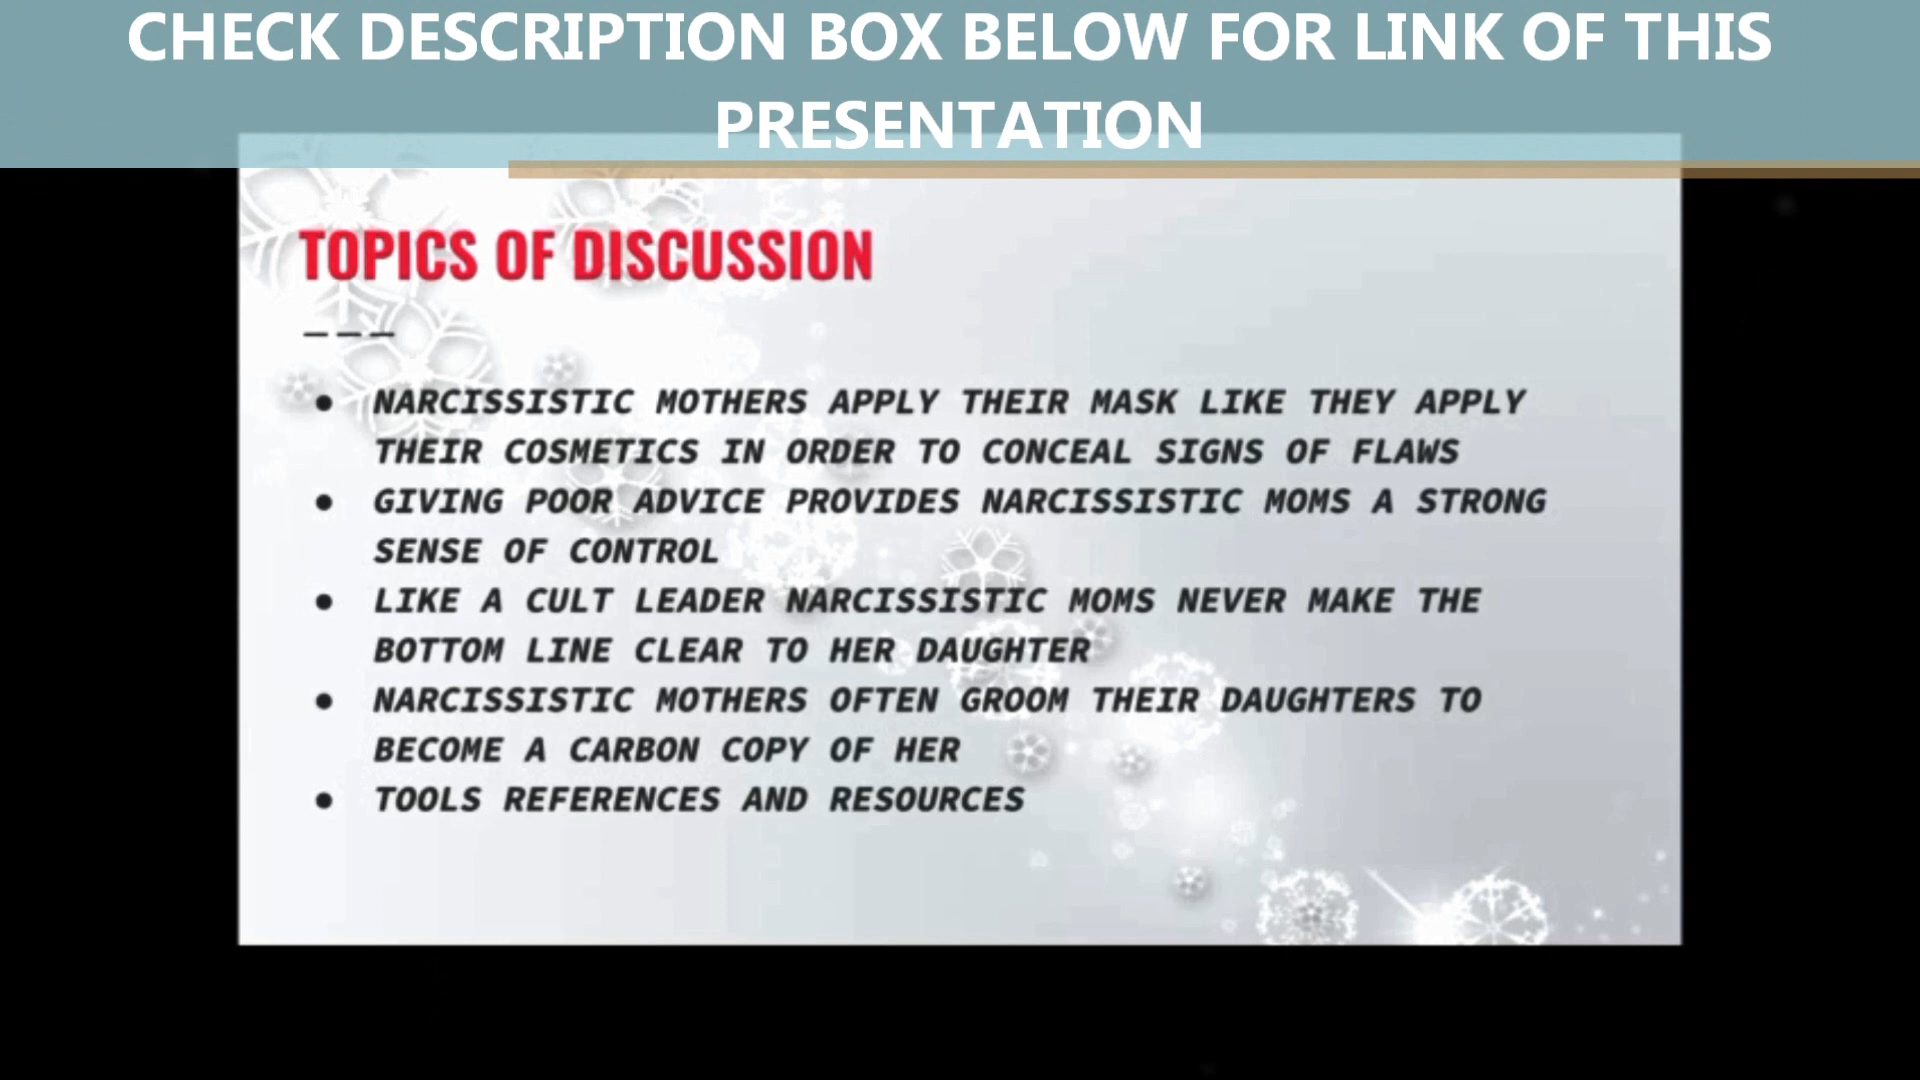 CHECK DESCRIPTION BOX BELOW FOR LINK OF THIS
PRESENTATION
TOPICS OF DISCUSSION
● NARCISSISTIC MOTHERS APPLY THEIR MASK LIKE THEY APPLY
THEIR COSMETICS IN ORDER TO CONCEAL SIGNS OF FLAWS
● GIVING POOR ADVICE PROVIDES NARCISSISTIC MOMS A STRONG
SENSE OF CONTROL
● LIKE A CULT LEADER NARCISSISTIC MOMS NEVER MAKE THE
BOTTOM LINE CLEAR TO HER DAUGHTER
● NARCISSISTIC MOTHERS OFTEN GROOM THEIR DAUGHTERS TO
BECOME A CARBON COPY OF HER
● TOOLS REFERENCES AND RESOURCES